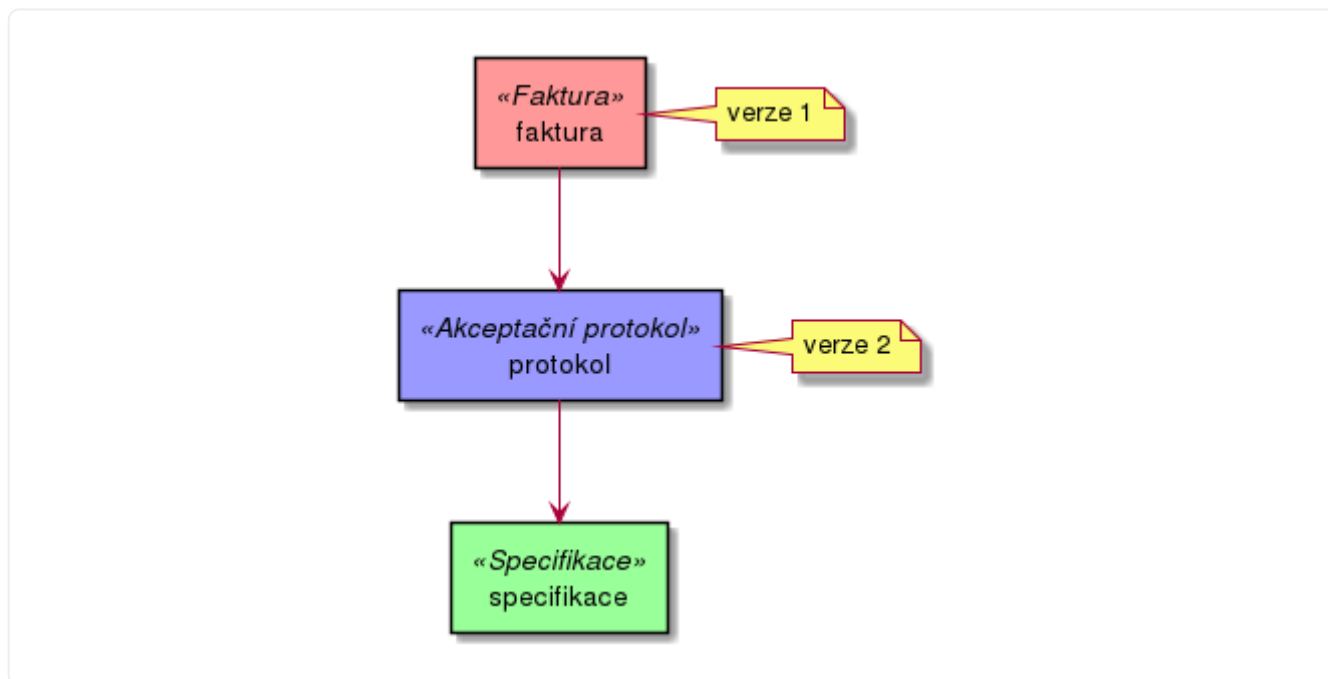 «Faktura»
faktura
verze 1
«Akceptační protokol»
protokol
verze 2
«Specifikace»
specifikace